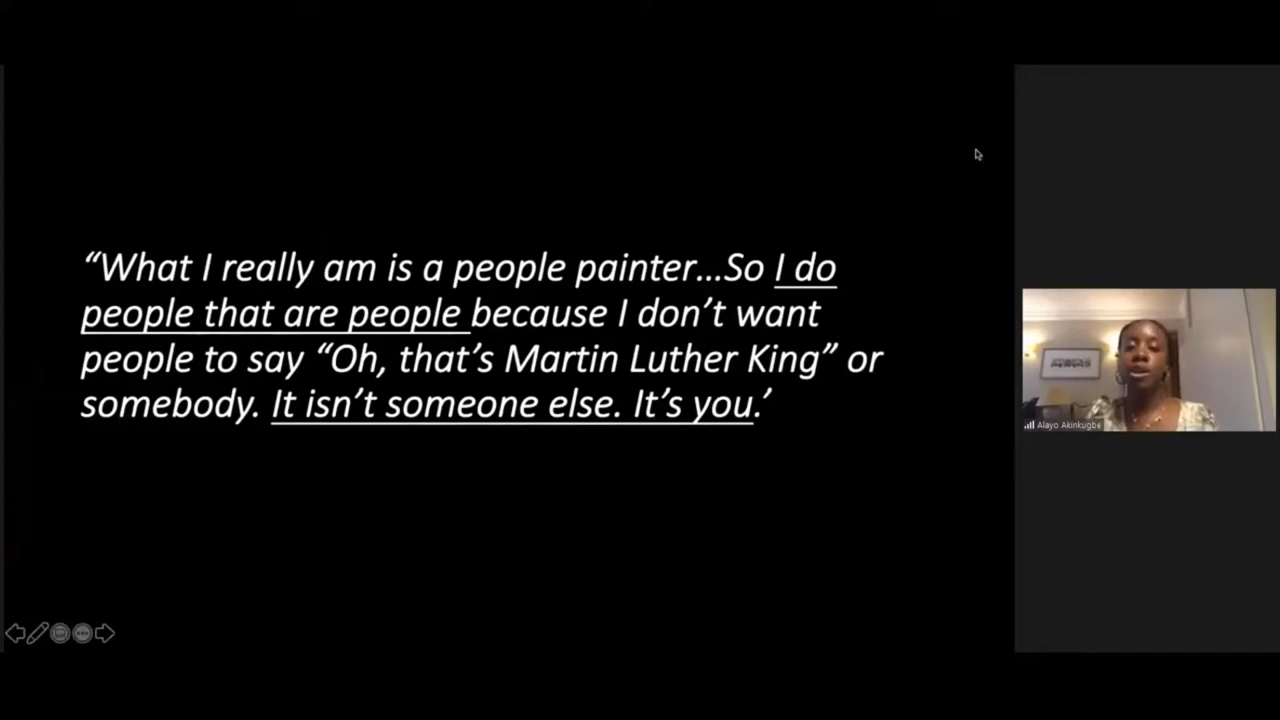 “What I really am is a people painter…So I do
people that are people because I don’t want
people to say “Oh, that’s Martin Luther King” or
somebody. It isn’t someone else. It’s you.’
Alayo Akinkugbe